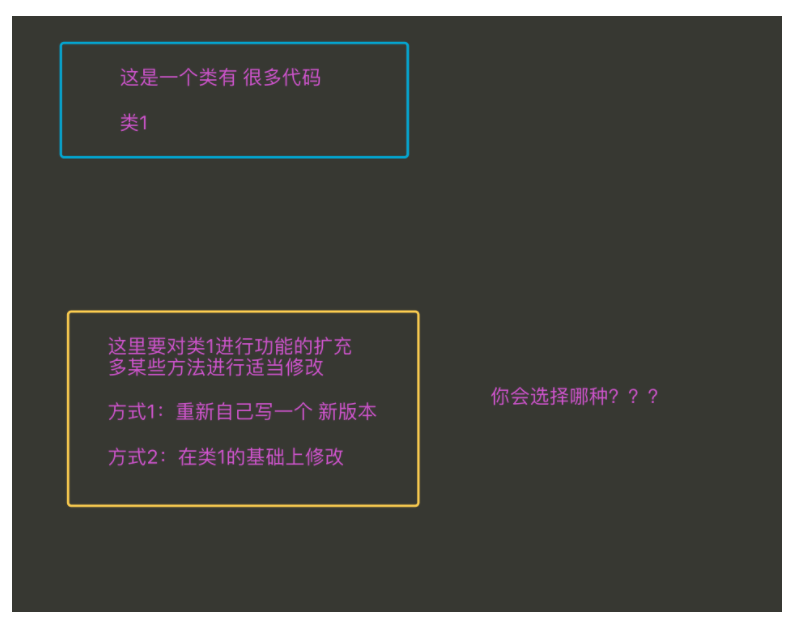 这是一个类有 很多代码
类1
这里要对类1进行功能的扩充
多某些方法进行适当修改
方式1：重新自己写一个 新版本
方式2：在类1的基础上修改
你会选择哪种？？？